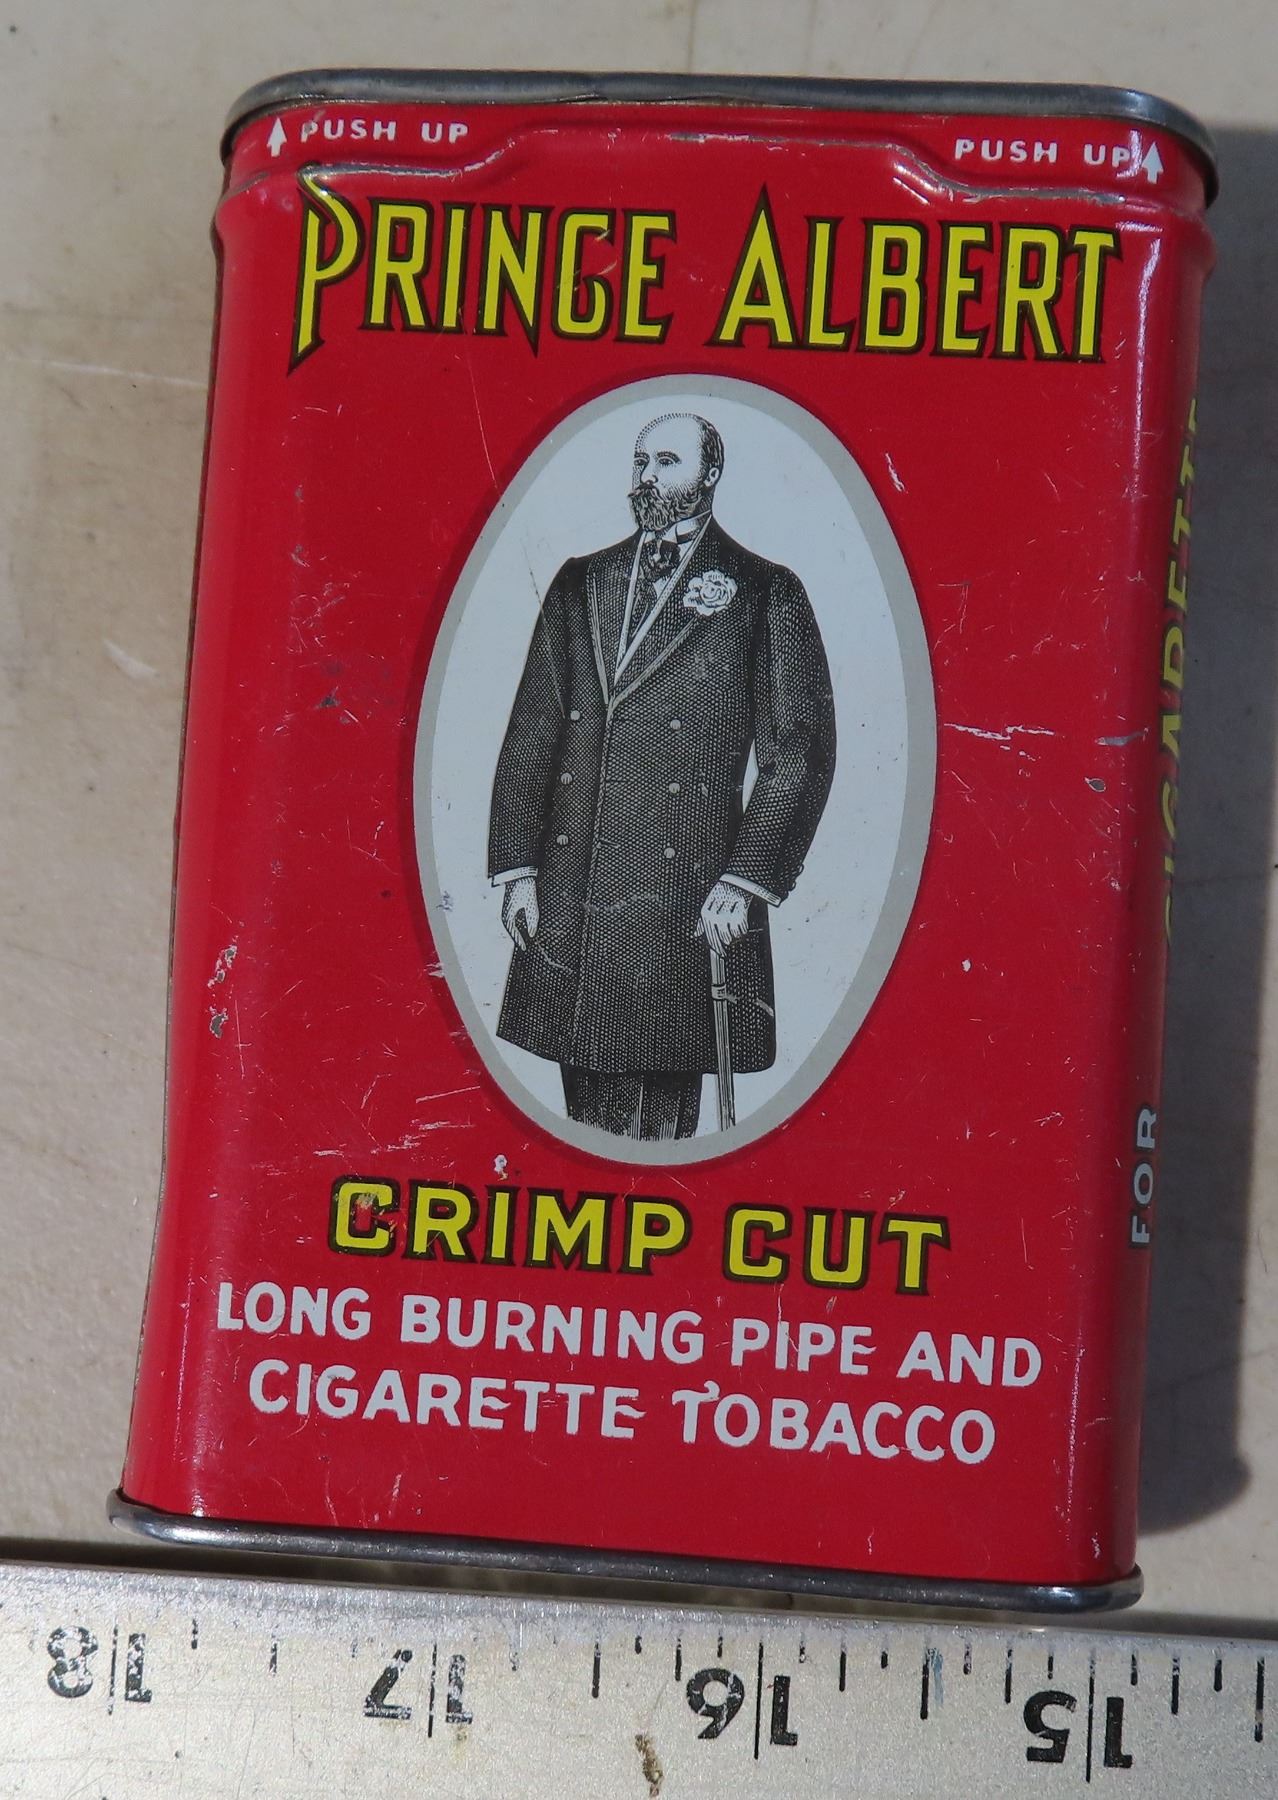 PUSH UP PUSH UP
PRINCE ALBERT
CRIMP CUT
LONG BURNING PIPE AND
CIGARETTE TOBACCO
FOR CIGARETTE
18 17 16 15